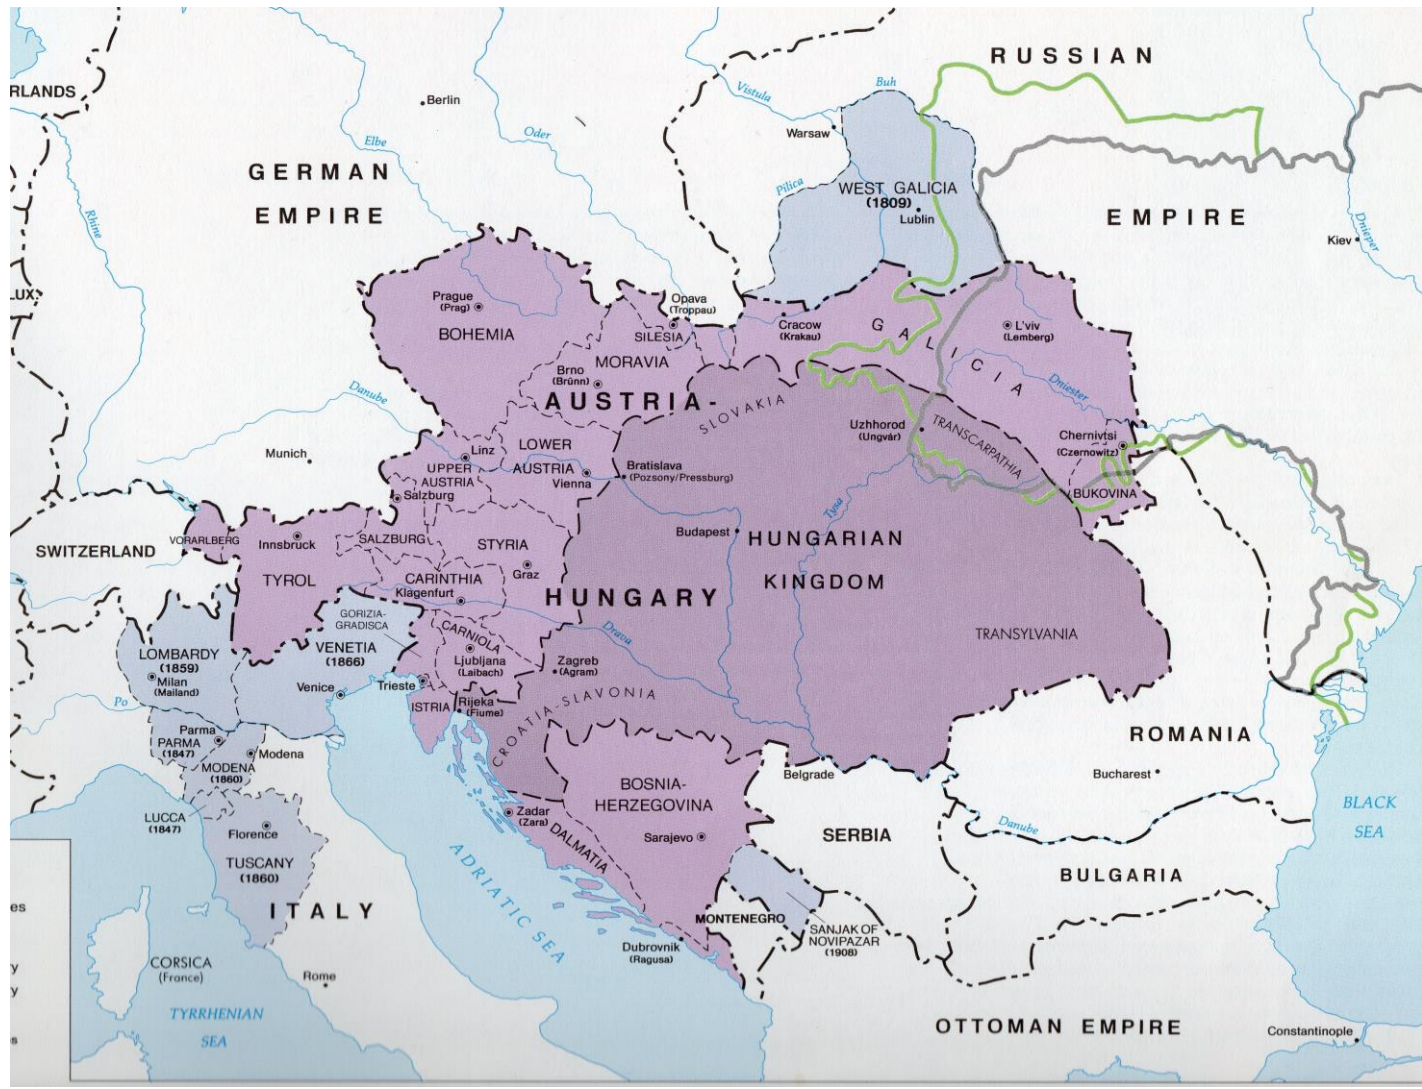 RUSSIAN
EMPIRE
RLANDS
Berlin
Vistula
Buh
Warsaw
Elbe
Oder
GERMAN
EMPIRE
Rhine
Pilica
WEST GALICIA
(1809)
Lublin
Dnieper
Kiev
LUX.
Prague
(Prag)
BOHEMIA
Opava
(Troppau)
SILESIA
MORAVIA
Brno
(Brünn)
Cracow
(Krakau)
GALICIA
L'viv
(Lemberg)
Dniester
Danube
AUSTRIA-
HUNGARY
SLOVAKIA
Munich
Linz
UPPER
AUSTRIA
LOWER
AUSTRIA
Vienna
Salzburg
Bratislava
(Pozsony/Pressburg)
Uzhhorod
(Ungvár)
TRANSCARPATHIA
Chernivtsi
(Czernowitz)
BUKOVINA
Tysa
SWITZERLAND
VORARLBERG
Innsbruck
TYROL
SALZBURG
STYRIA
Graz
CARINTHIA
Klagenfurt
Budapest
HUNGARIAN
KINGDOM
GORIZIA-
GRADISCA
CARNIOLA
Ljubljana
(Laibach)
Drava
TRANSYLVANIA
LOMBARDY
(1859)
Milan
(Mailand)
VENETIA
(1866)
Venice
Trieste
ISTRIA
Rijeka
(Fiume)
Zagreb
(Agram)
CROATIA-SLAVONIA
Po
Parma
PARMA
(1847)
MODENA
(1860)
Modena
LUCCA
(1847)
Florence
TUSCANY
(1860)
ITALY
BOSNIA-
HERZEGOVINA
Sarajevo
Zadar
(Zara)
DALMATIA
ADRIATIC SEA
Belgrade
SERBIA
ROMANIA
Bucharest
Danube
BLACK
SEA
BULGARIA
MONTENEGRO
SANJAK OF
NOVIPAZAR
(1908)
Dubrovnik
(Ragusa)
CORSICA
(France)
Rome
TYRRHENIAN
SEA
OTTOMAN EMPIRE
Constantinople
es
y
y
s